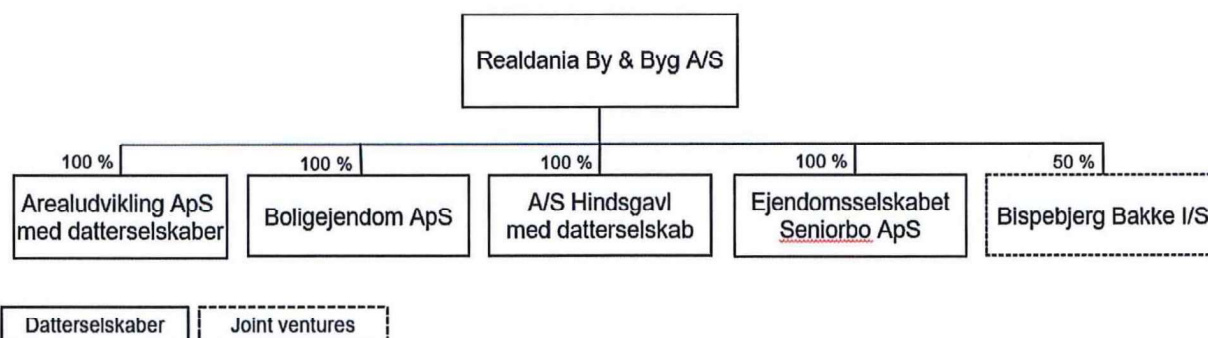 Realdania By & Byg A/S
100 %
100 %
100 %
100 %
50 %
Arealudvikling ApS
med datterselskaber
Boligejendom ApS
A/S Hindsgavl
med datterselskab
Ejendomsselskabet
Seniorbo ApS
Bispebjerg Bakke I/S
Datterselskaber
Joint ventures